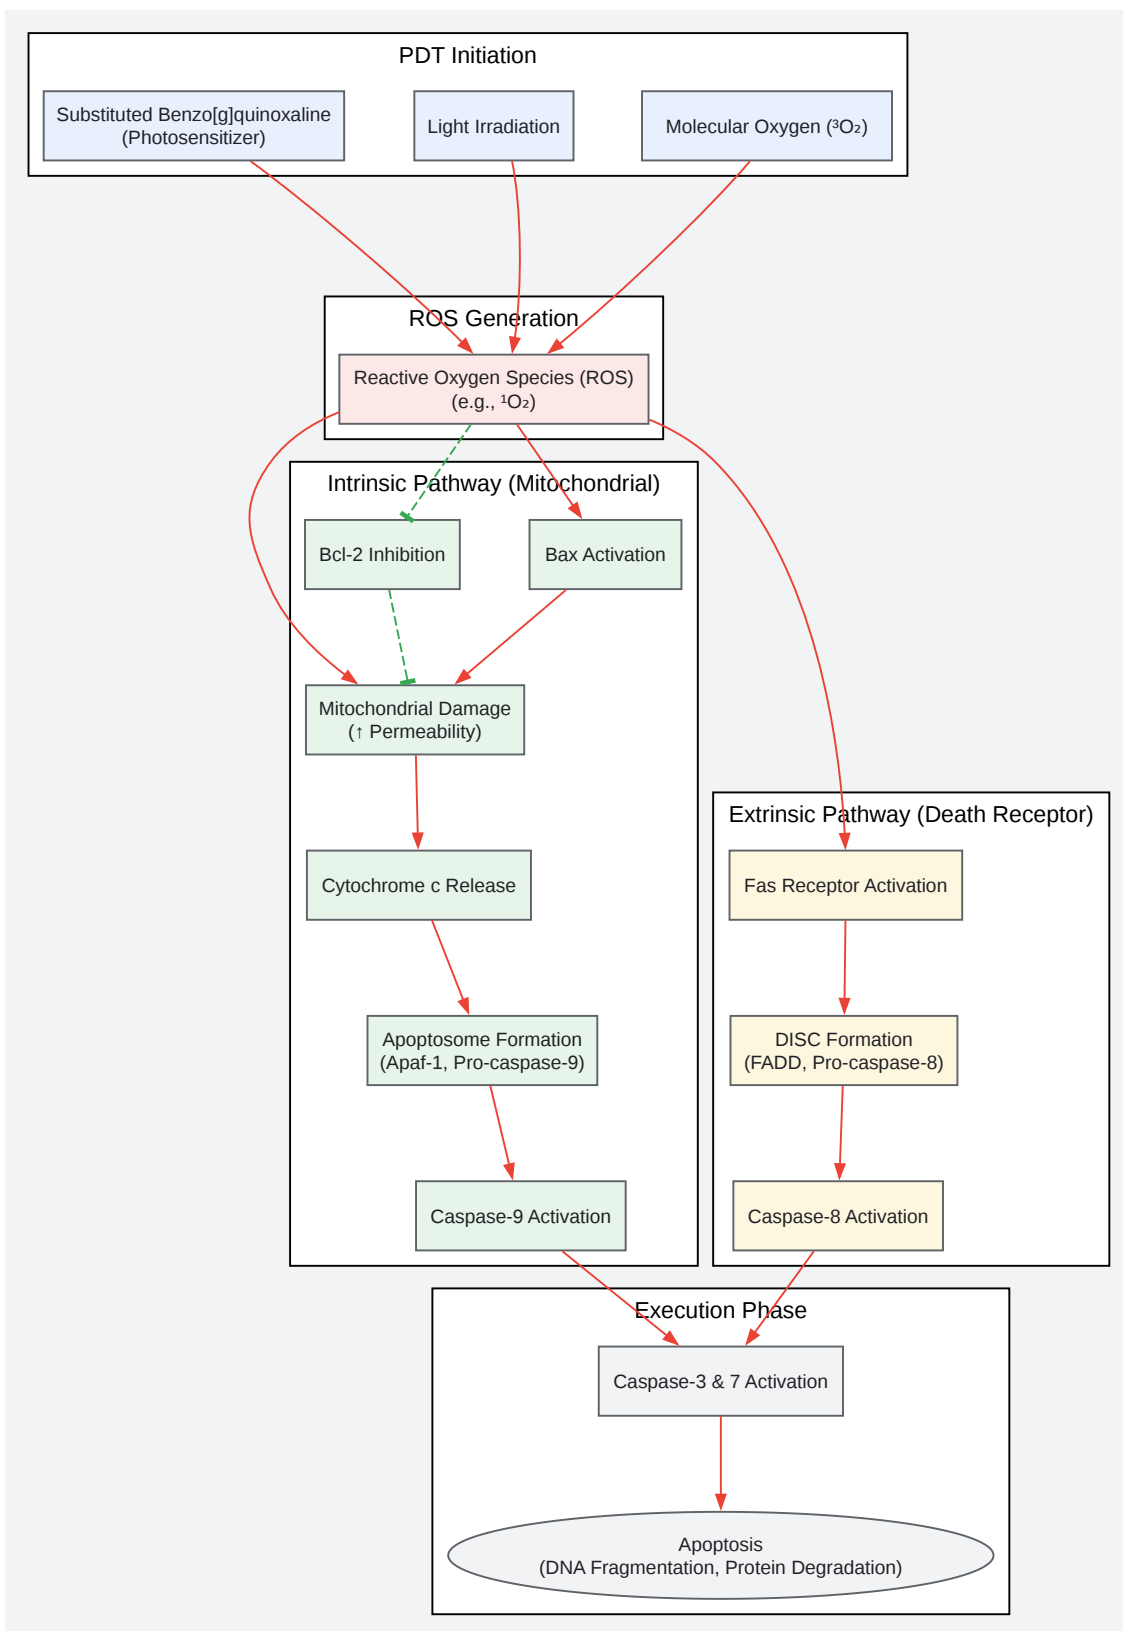 PDT Initiation
Substituted Benzo[g]quinoxaline
(Photosensitizer)
Light Irradiation
Molecular Oxygen (³O₂)
ROS Generation
Reactive Oxygen Species (ROS)
(e.g., ¹O₂)
Intrinsic Pathway (Mitochondrial)
Bcl-2 Inhibition
Bax Activation
Mitochondrial Damage
(↑ Permeability)
Extrinsic Pathway (Death Receptor)
Cytochrome c Release
Fas Receptor Activation
Apoptosome Formation
(Apaf-1, Pro-caspase-9)
DISC Formation
(FADD, Pro-caspase-8)
Caspase-9 Activation
Caspase-8 Activation
Execution Phase
Caspase-3 & 7 Activation
Apoptosis
(DNA Fragmentation, Protein Degradation)